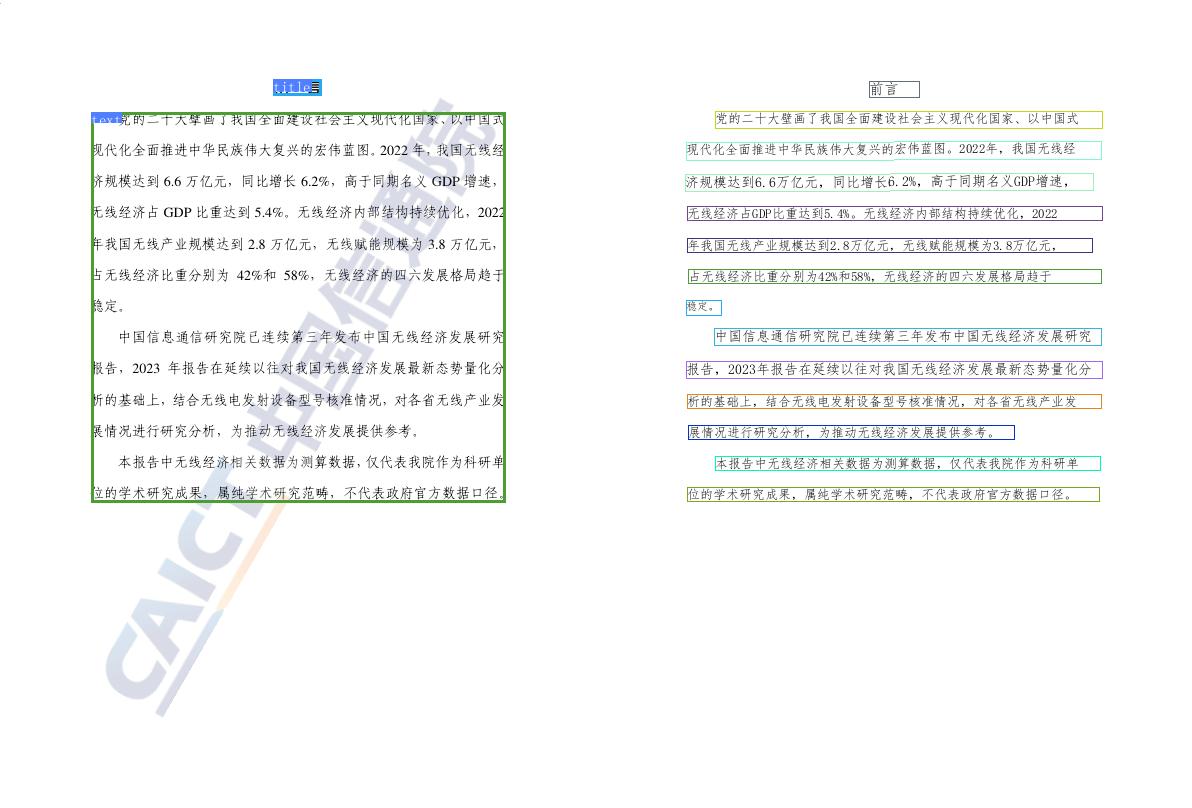 title
text党的二十大擘画了我国全面建设社会主义现代化国家、以中国式
现代化全面推进中华民族伟大复兴的宏伟蓝图。2022 年，我国无线经
济规模达到 6.6 万亿元，同比增长 6.2%，高于同期名义 GDP 增速，
无线经济占 GDP 比重达到 5.4%。无线经济内部结构持续优化，2022
年我国无线产业规模达到 2.8 万亿元，无线赋能规模为 3.8 万亿元，
占无线经济比重分别为 42%和 58%，无线经济的四六发展格局趋于
稳定。
中国信息通信研究院已连续第三年发布中国无线经济发展研究
报告，2023 年报告在延续以往对我国无线经济发展最新态势量化分
析的基础上，结合无线电发射设备型号核准情况，对各省无线产业发
展情况进行研究分析，为推动无线经济发展提供参考。
本报告中无线经济相关数据为测算数据，仅代表我院作为科研单
位的学术研究成果，属纯学术研究范畴，不代表政府官方数据口径。
CAICT 中国信通院
前言
党的二十大擘画了我国全面建设社会主义现代化国家、以中国式
现代化全面推进中华民族伟大复兴的宏伟蓝图。2022年，我国无线经
济规模达到6.6万亿元，同比增长6.2%，高于同期名义GDP增速，
无线经济占GDP比重达到5.4%。无线经济内部结构持续优化，2022
年我国无线产业规模达到2.8万亿元，无线赋能规模为3.8万亿元，
占无线经济比重分别为42%和58%，无线经济的四六发展格局趋于
稳定。
中国信息通信研究院已连续第三年发布中国无线经济发展研究
报告，2023年报告在延续以往对我国无线经济发展最新态势量化分
析的基础上，结合无线电发射设备型号核准情况，对各省无线产业发
展情况进行研究分析，为推动无线经济发展提供参考。
本报告中无线经济相关数据为测算数据，仅代表我院作为科研单
位的学术研究成果，属纯学术研究范畴，不代表政府官方数据口径。